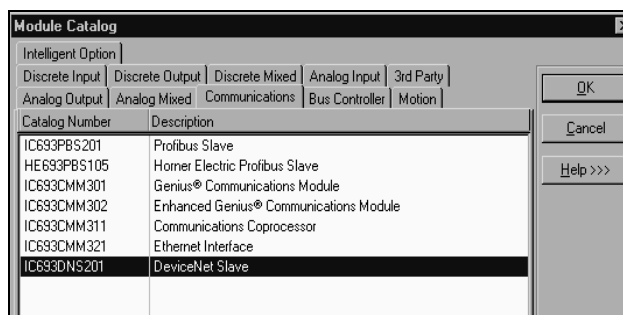 Module Catalog
Intelligent Option
Discrete Input Discrete Output Discrete Mixed Analog Input 3rd Party
Analog Output Analog Mixed Communications Bus Controller Motion
Catalog Number Description
IC693PBS201 Profibus Slave
HE693PBS105 Horner Electric Profibus Slave
IC693CMM301 Genius® Communications Module
IC693CMM302 Enhanced Genius® Communications Module
IC693CMM311 Communications Coprocessor
IC693CMM321 Ethernet Interface
IC693DNS201 DeviceNet Slave
OK
Cancel
Help >>>